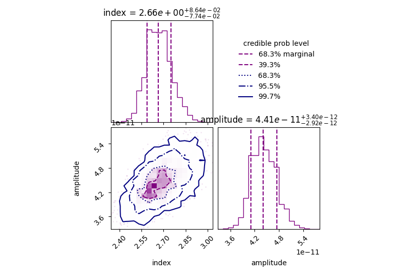 index = 2.66e+00+8.64e−02−7.74e−02
credible prob level
68.3% marginal
39.3%
68.3%
95.5%
99.7%
1e−11
amplitude = 4.41e−11+3.40e−12−2.92e−12
5.4
4.8
4.2
3.6
amplitude
2.40
2.55
2.70
2.85
3.00
index
3.6
4.2
4.8
5.4
1e−11
amplitude